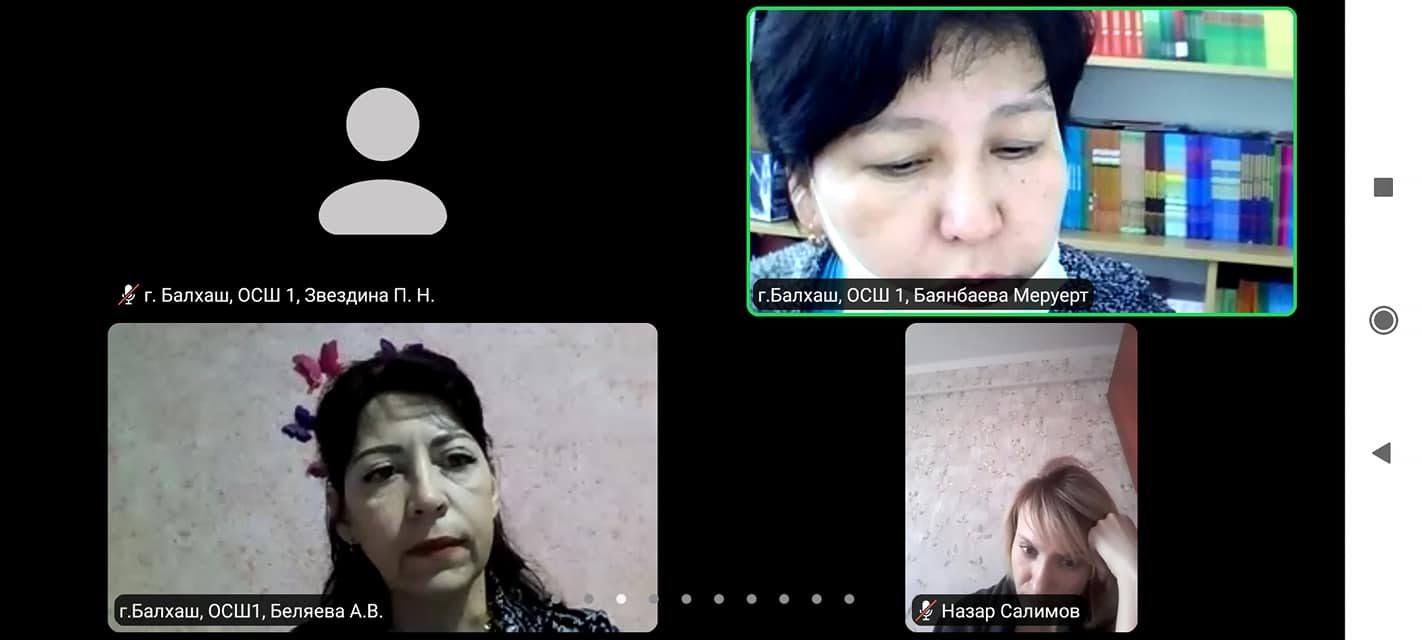 г. Балхаш, ОСШ 1, Звездина П. Н.
г.Балхаш, ОСШ 1, Баянбаева Меруерт
г.Балхаш, ОСШ1, Беляева А.В.
Назар Салимов